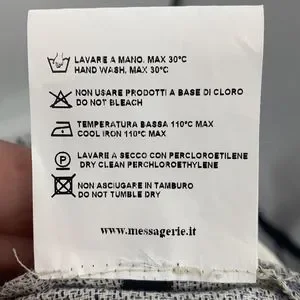 LAVARE A MANO, MAX 30°C
HAND WASH, MAX 30°C
NON USARE PRODOTTI A BASE DI CLORO
DO NOT BLEACH
TEMPERATURA BASSA 110°C MAX
COOL IRON 110°C MAX
P
LAVARE A SECCO CON PERCLOROETILENE
DRY CLEAN PERCHLOROETHYLENE
NON ASCIUGARE IN TAMBURO
DO NOT TUMBLE DRY
www.messagerie.it